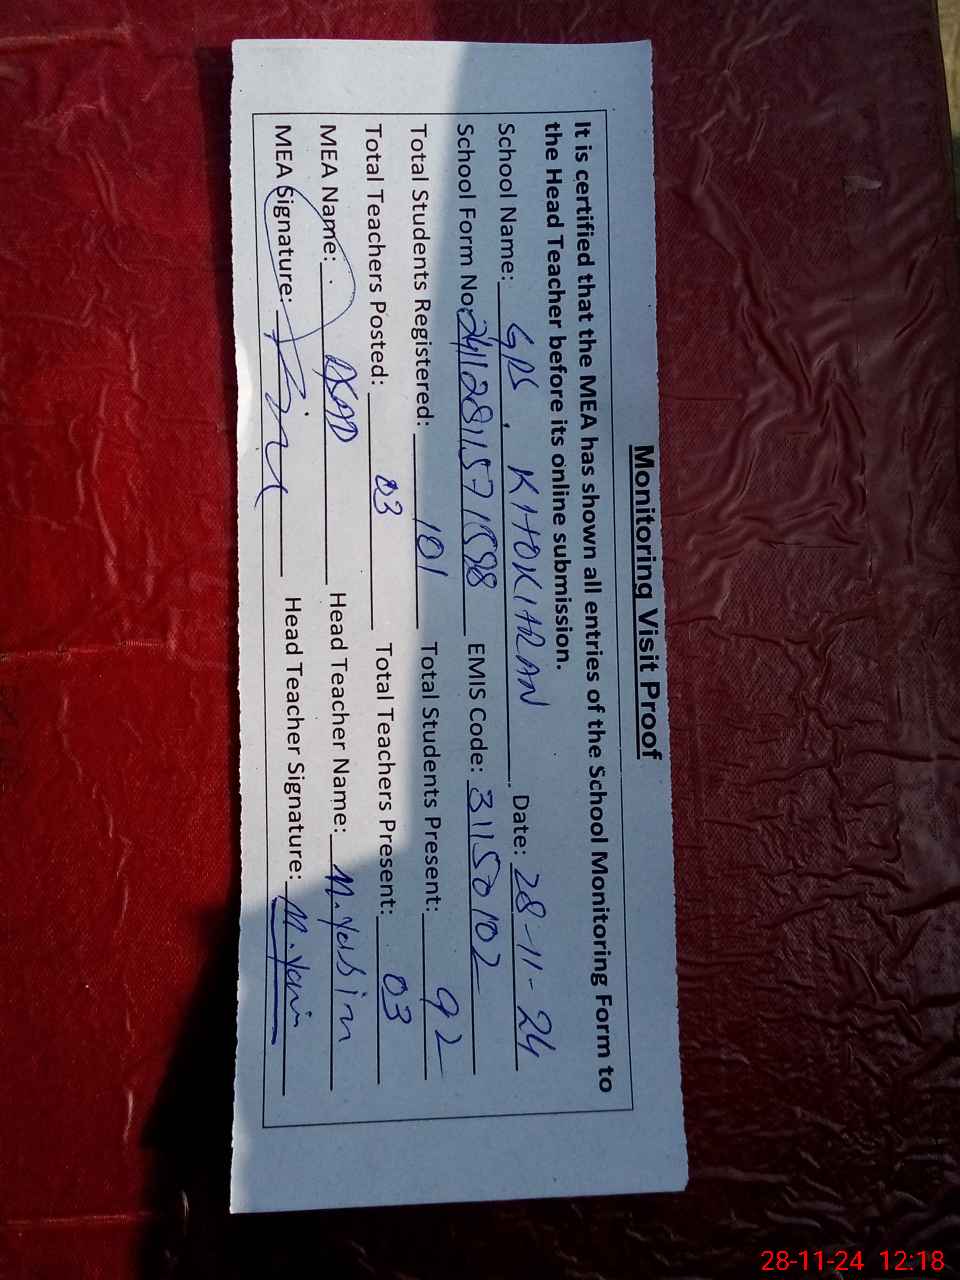 Monitoring Visit Proof
It is certified that the MEA has shown all entries of the School Monitoring Form to
the Head Teacher before its online submission.
School Name: GPS, KHOKHRAN Date: 28-11-24
School Form No: EMIS Code: 31150102
Total Students Registered: 101 Total Students Present: 92
Total Teachers Posted: 03 Total Teachers Present: 03
MEA Name: Head Teacher Name: M. Yasin
MEA Signature: Head Teacher Signature: M. Yasin
28-11-24 12:18